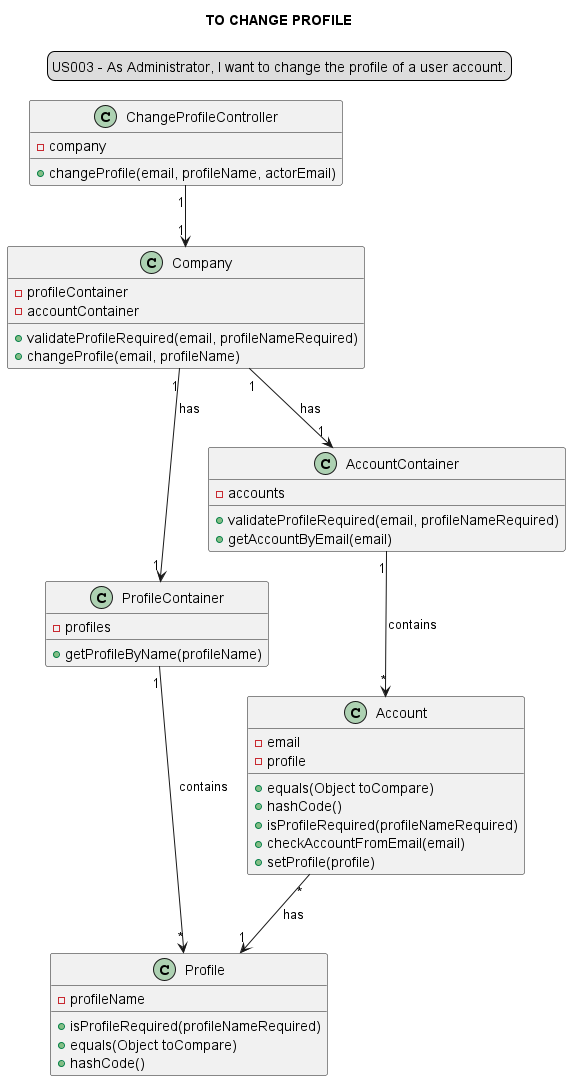 TO CHANGE PROFILE
US003 - As Administrator, I want to change the profile of a user account.
C ChangeProfileController
company
changeProfile(email, profileName, actorEmail)
1
1
C Company
profileContainer
accountContainer
validateProfileRequired(email, profileNameRequired)
changeProfile(email, profileName)
1
1
has
has
1
C AccountContainer
accounts
validateProfileRequired(email, profileNameRequired)
getAccountByEmail(email)
1
1
C ProfileContainer
profiles
getProfileByName(profileName)
contains
1
*
C Account
email
profile
equals(Object toCompare)
hashCode()
isProfileRequired(profileNameRequired)
checkAccountFromEmail(email)
setProfile(profile)
contains
*
has
*
1
C Profile
profileName
isProfileRequired(profileNameRequired)
equals(Object toCompare)
hashCode()